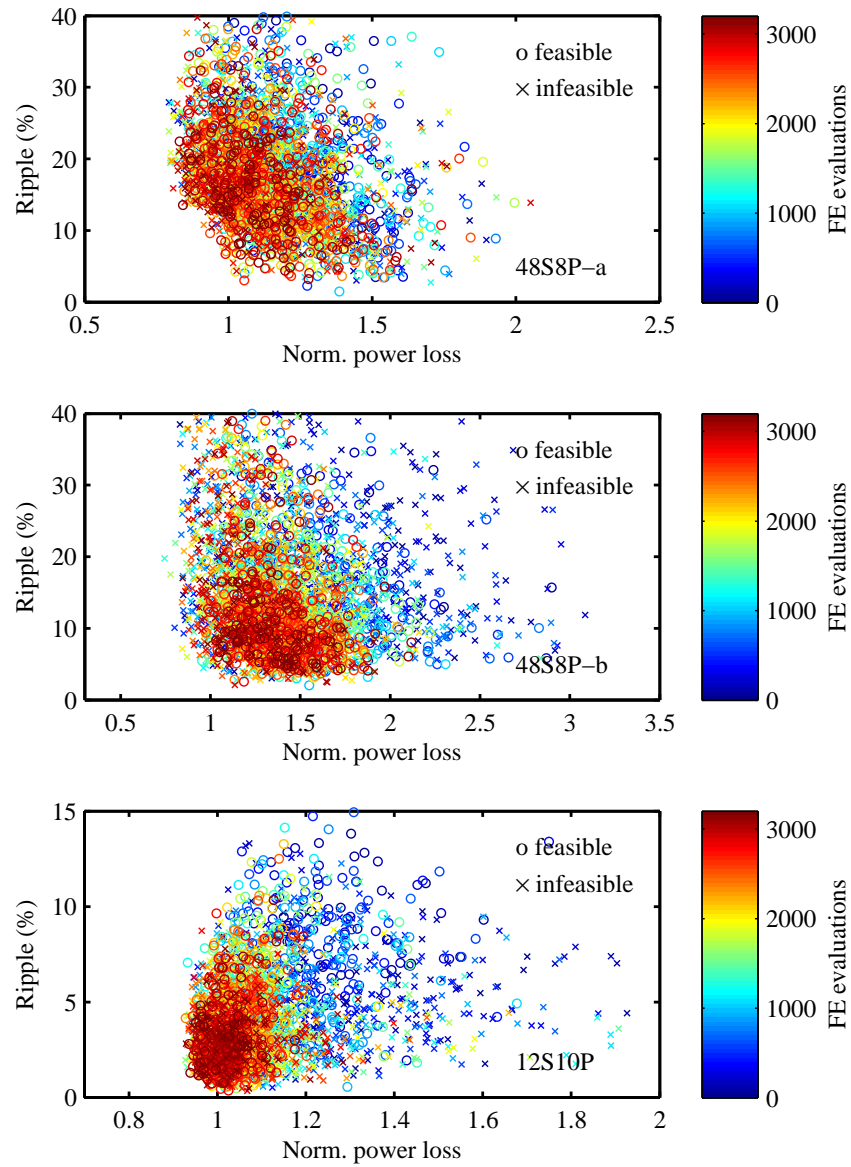 40
30
20
10
0
Ripple (%)
o feasible
× infeasible
48S8P−a
0.5 1 1.5 2 2.5
Norm. power loss
3000
2000
1000
0
FE evaluations
40
30
20
10
0
Ripple (%)
o feasible
× infeasible
48S8P−b
0.5 1 1.5 2 2.5 3 3.5
Norm. power loss
3000
2000
1000
0
FE evaluations
15
10
5
0
Ripple (%)
o feasible
× infeasible
12S10P
0.8 1 1.2 1.4 1.6 1.8 2
Norm. power loss
3000
2000
1000
0
FE evaluations